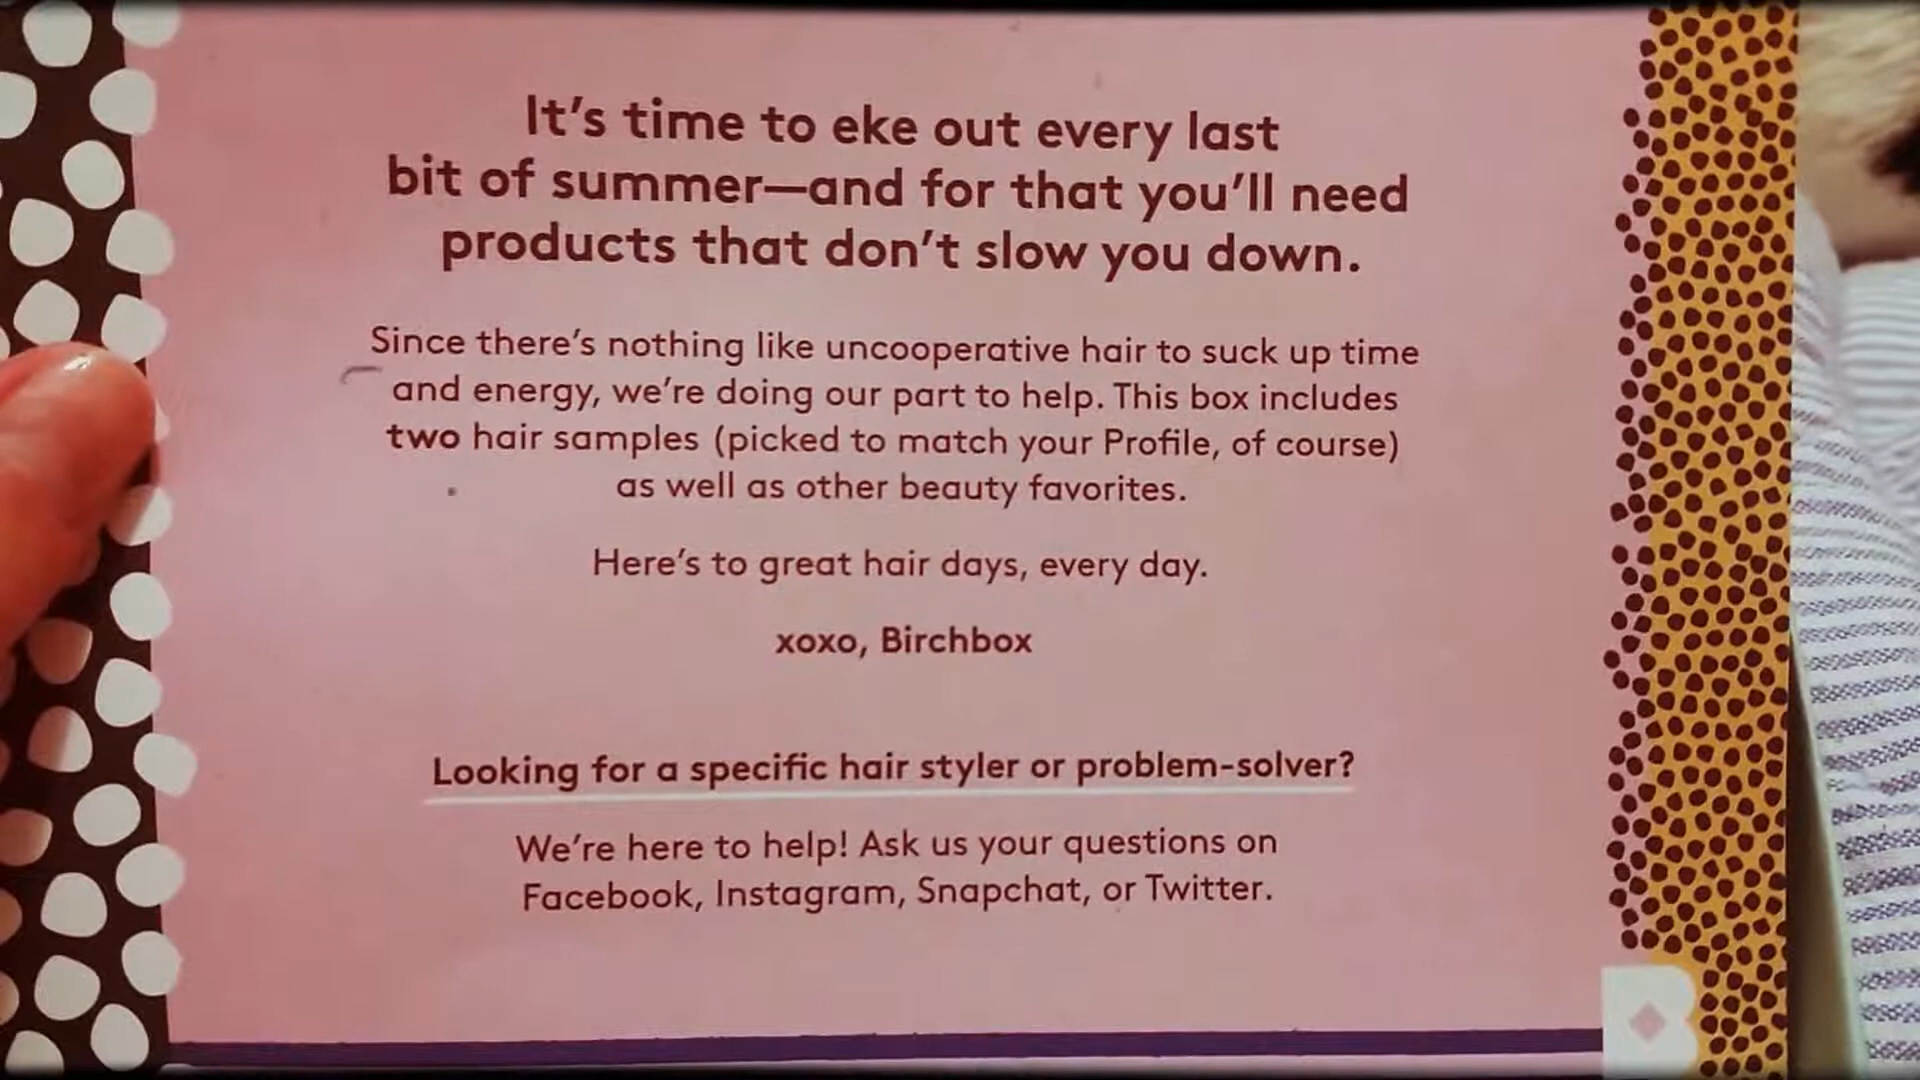 It's time to eke out every last
bit of summer—and for that you'll need
products that don't slow you down.
Since there's nothing like uncooperative hair to suck up time
and energy, we're doing our part to help. This box includes
two hair samples (picked to match your Profile, of course)
as well as other beauty favorites.
Here's to great hair days, every day.
xoxo, Birchbox
Looking for a specific hair styler or problem-solver?
We're here to help! Ask us your questions on
Facebook, Instagram, Snapchat, or Twitter.
B